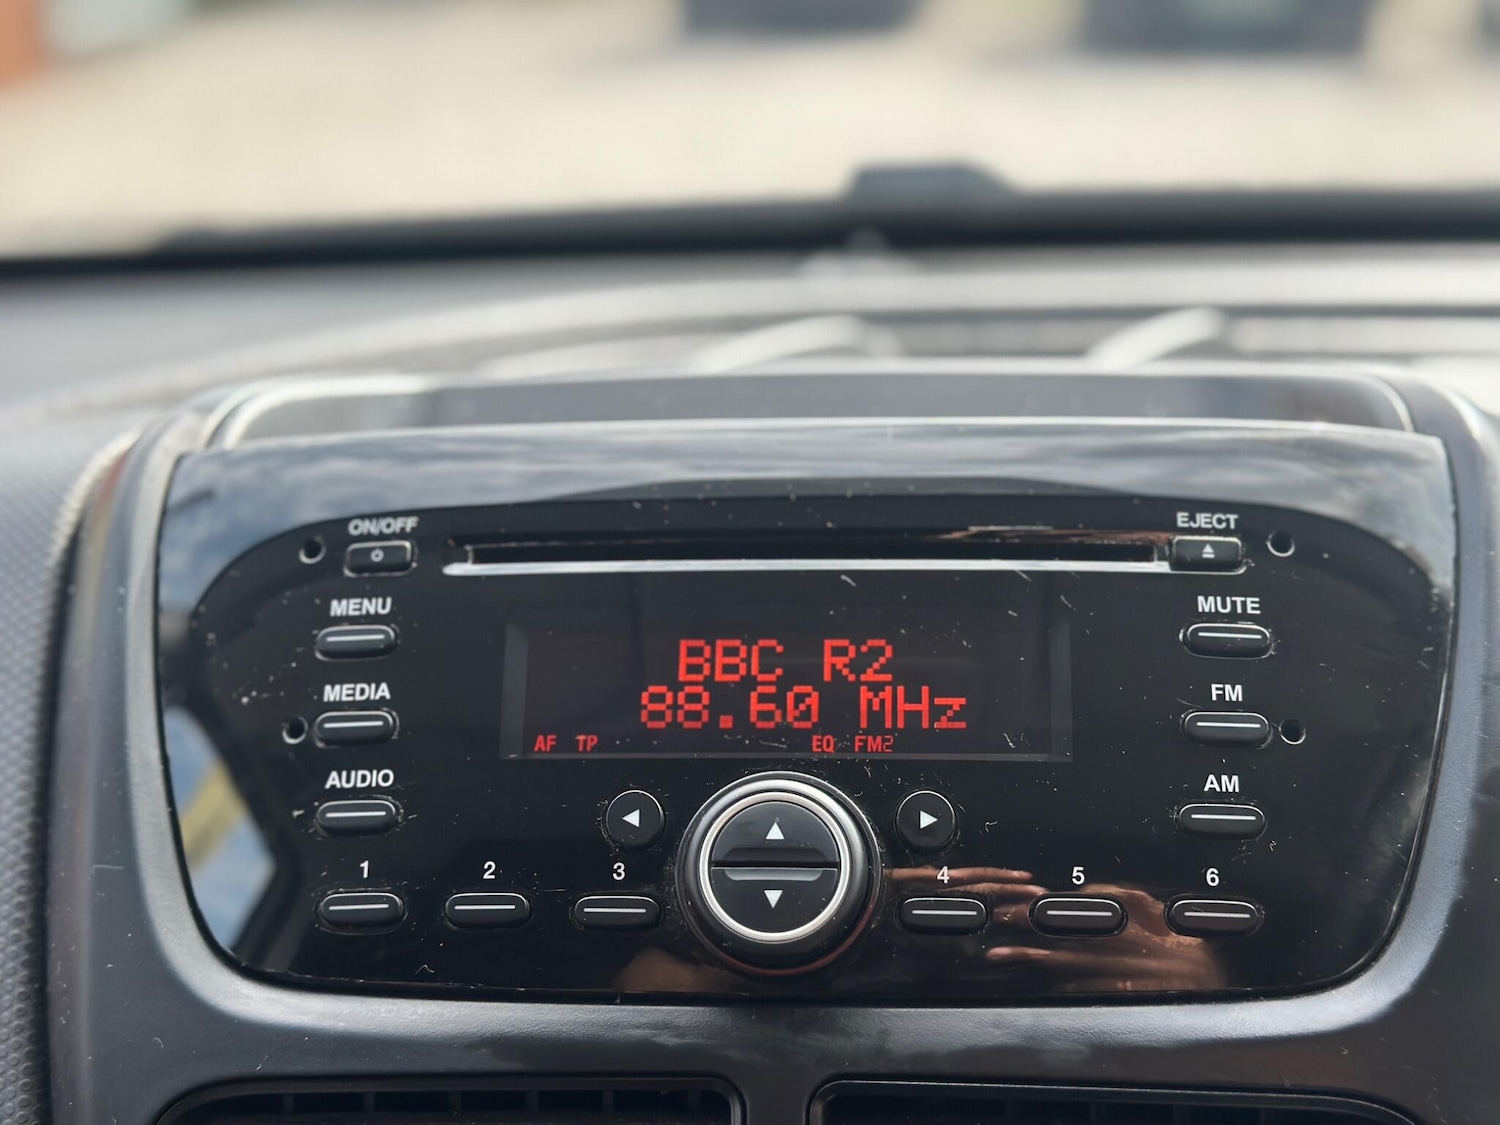 ON/OFF
EJECT
MENU
MUTE
BBC R2
MEDIA
88.60 MHz
FM
AF TP EQ FM2
AUDIO
AM
1 2 3 4 5 6